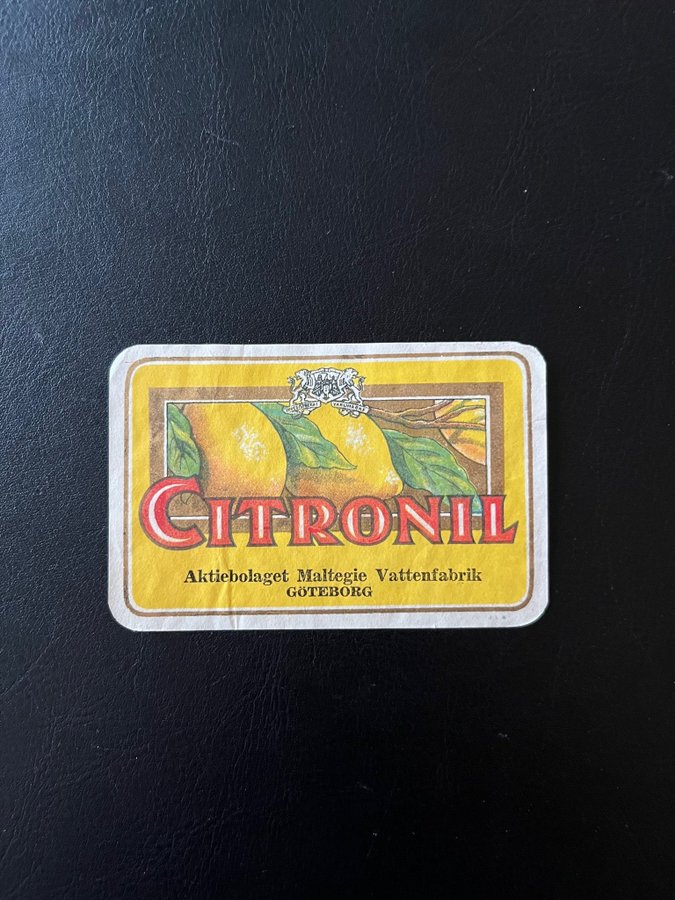 CITRONIL
Aktiebolaget Maltegie Vattenfabrik
GÖTEBORG